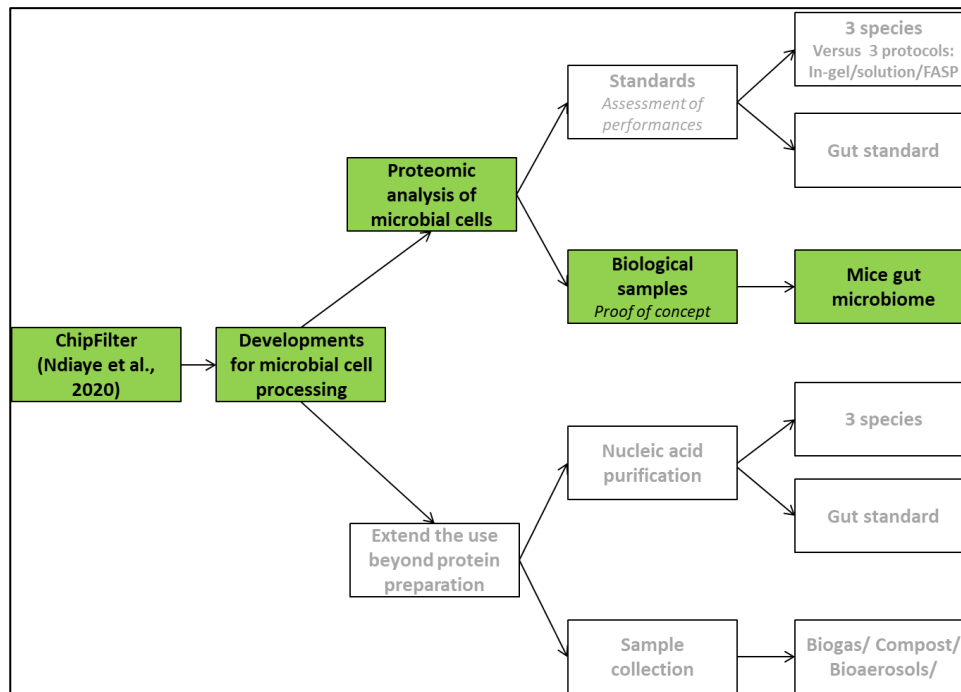 3 species
Versus 3 protocols:
In-gel/solution/FASP
Standards
Assessment of
performances
Gut standard
Proteomic
analysis of
microbial cells
Biological
samples
Proof of concept
Mice gut
microbiome
ChipFilter
(Ndiaye et al.,
2020)
Developments
for microbial cell
processing
3 species
Nucleic acid
purification
Gut standard
Extend the use
beyond protein
preparation
Sample
collection
Biogas/ Compost/
Bioaerosols/